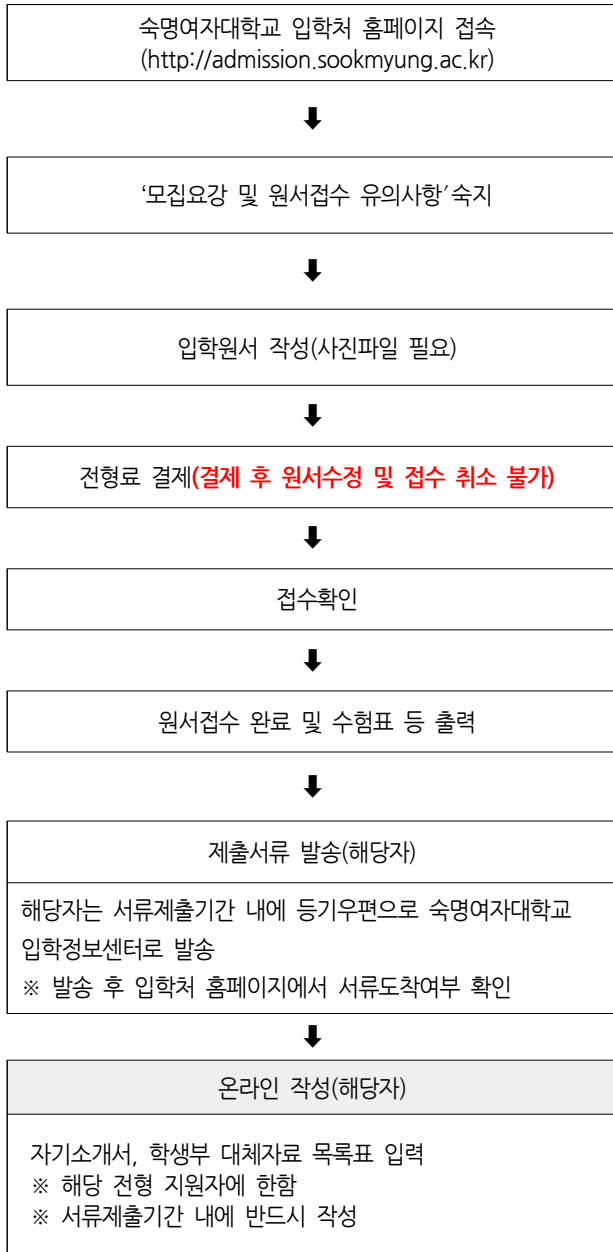 숙명여자대학교 입학처 홈페이지 접속
(http://admission.sookmyung.ac.kr)
‘모집요강 및 원서접수 유의사항’숙지
입학원서 작성(사진파일 필요)
전형료 결제(결제 후 원서수정 및 접수 취소 불가)
접수확인
원서접수 완료 및 수험표 등 출력
제출서류 발송(해당자)
해당자는 서류제출기간 내에 등기우편으로 숙명여자대학교
입학정보센터로 발송
※ 발송 후 입학처 홈페이지에서 서류도착여부 확인
온라인 작성(해당자)
자기소개서, 학생부 대체자료 목록표 입력
※ 해당 전형 지원자에 한함
※ 서류제출기간 내에 반드시 작성